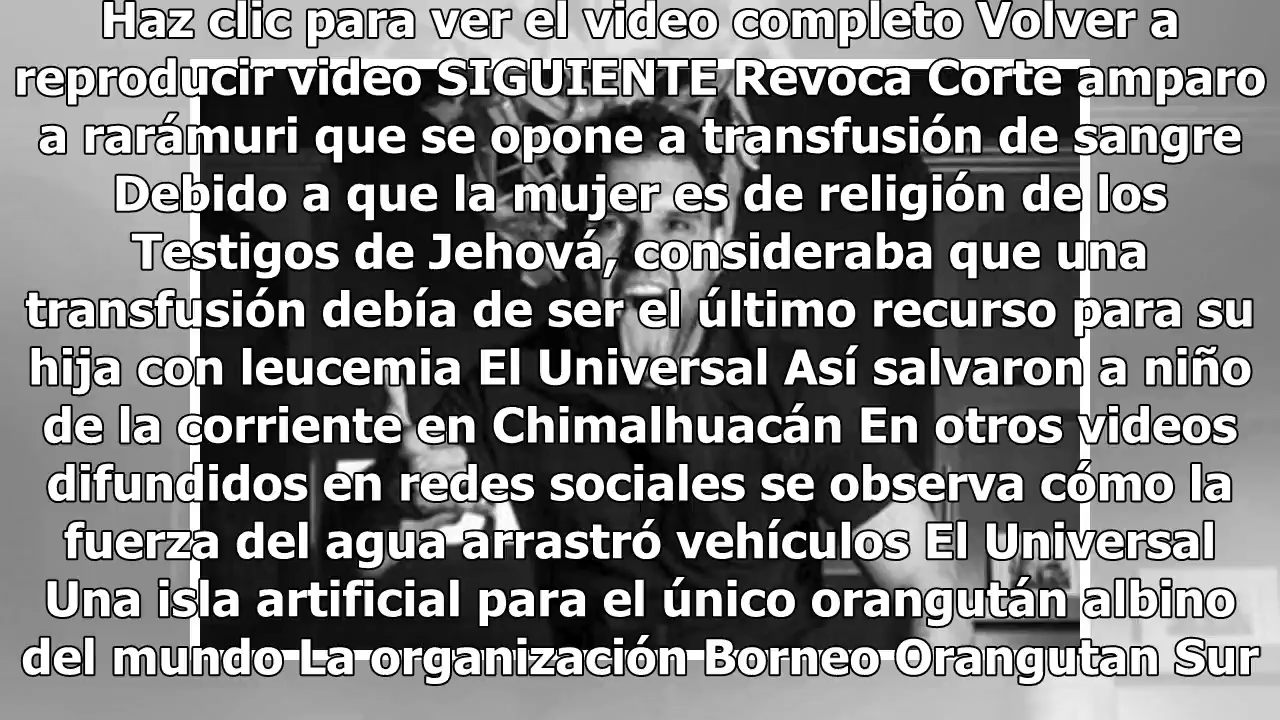 Haz clic para ver el video completo Volver a
reproducir video SIGUIENTE Revoca Corte amparo
a rarámuri que se opone a transfusión de sangre
Debido a que la mujer es de religión de los
Testigos de Jehová, consideraba que una
transfusión debía de ser el último recurso para su
hija con leucemia El Universal Así salvaron a niño
de la corriente en Chimalhuacán En otros videos
difundidos en redes sociales se observa cómo la
fuerza del agua arrastró vehículos El Universal
Una isla artificial para el único orangután albino
del mundo La organización Borneo Orangutan Sur